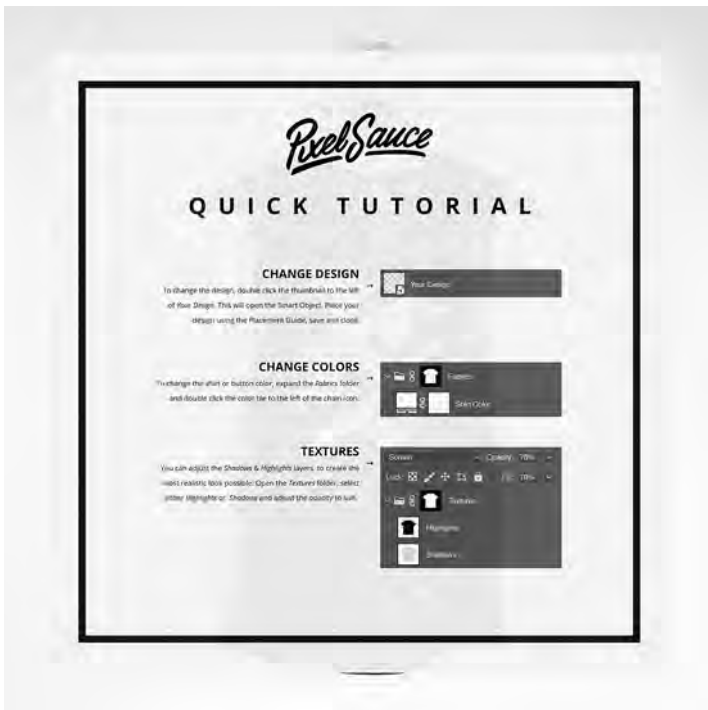 Pixel Sauce
QUICK TUTORIAL
CHANGE DESIGN
To change the design, double click the thumbnail to the left
of Your Design. This will open the Smart Object. Place your
design using the Placement Guide, save and close.
→
Your Design
CHANGE COLORS
To change the shirt or button color, expand the Fabrics folder
and double click the color tile to the left of the chain icon.
→
Shirt Color
TEXTURES
You can adjust the Shadows & Highlights layers, to create the
most realistic look possible. Open the Textures folder, select
either Highlights or Shadows and adjust the opacity to suit.
→
Screen
Opacity: 70%
Lock:
70%
Textures
Highlights
Shadows